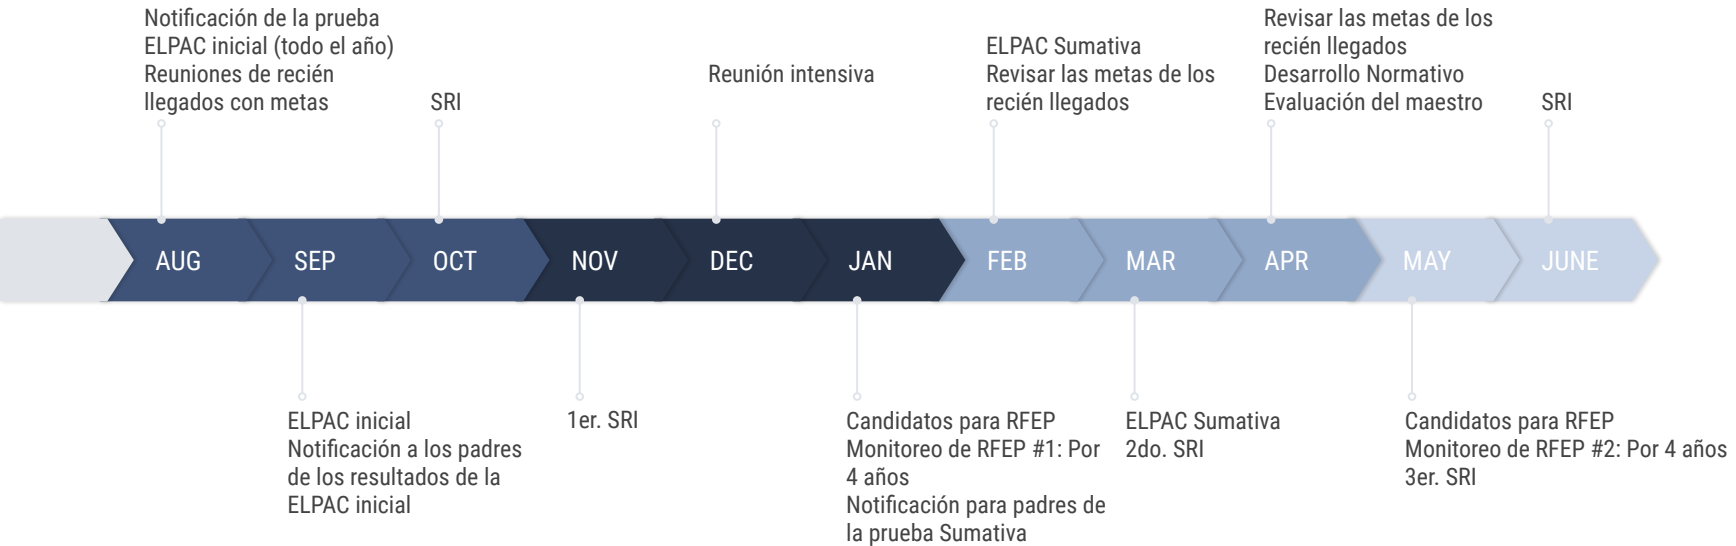 Notificación de la prueba
ELPAC inicial (todo el año)
Reuniones de recién
llegados con metas
SRI
Reunión intensiva
ELPAC Sumativa
Revisar las metas de los
recién llegados
Revisar las metas de los
recién llegados
Desarrollo Normativo
Evaluación del maestro
SRI
AUG
SEP
OCT
NOV
DEC
JAN
FEB
MAR
APR
MAY
JUNE
ELPAC inicial
Notificación a los padres
de los resultados de la
ELPAC inicial
1er. SRI
Candidatos para RFEP
Monitoreo de RFEP #1: Por
4 años
Notificación para padres de
la prueba Sumativa
ELPAC Sumativa
2do. SRI
Candidatos para RFEP
Monitoreo de RFEP #2: Por 4 años
3er. SRI